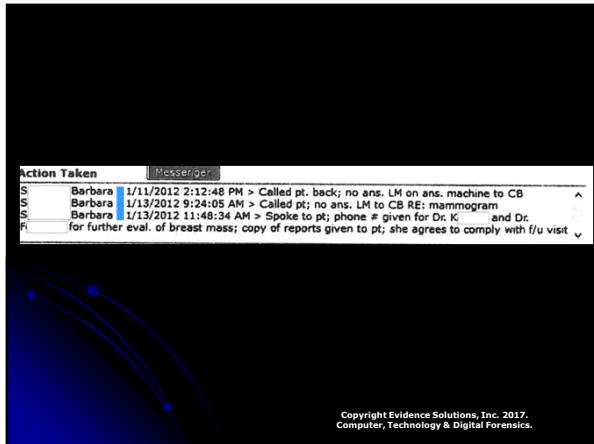 Action Taken Messenger
S Barbara 1/11/2012 2:12:48 PM > Called pt. back; no ans. LM on ans. machine to CB
S Barbara 1/13/2012 9:24:05 AM > Called pt; no ans. LM to CB RE: mammogram
S Barbara 1/13/2012 11:48:34 AM > Spoke to pt; phone # given for Dr. K and Dr.
F for further eval. of breast mass; copy of reports given to pt; she agrees to comply with f/u visit
Copyright Evidence Solutions, Inc. 2017.
Computer, Technology & Digital Forensics.